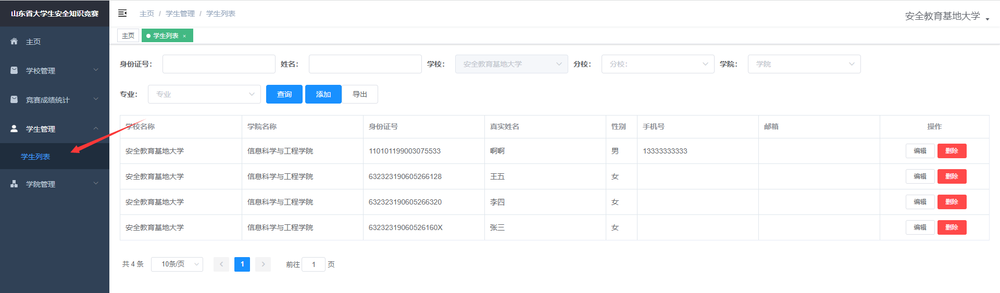 山东省大学生安全知识竞赛
主页 / 学生管理 / 学生列表
安全教育基地大学
主页
学校管理
竞赛成绩统计
学生管理
学生列表
学院管理
主页 学生列表 ×
身份证号： 姓名： 学校： 安全教育基地大学 分校： 分校： 学院： 学院
专业： 专业 查询 添加 导出
学校名称 学院名称 身份证号 真实姓名 性别 手机号 邮箱 操作
安全教育基地大学 信息科学与工程学院 110101199003075533 啊啊 男 13333333333 编辑 删除
安全教育基地大学 信息科学与工程学院 632323190605266128 王五 女 编辑 删除
安全教育基地大学 信息科学与工程学院 632323190605266320 李四 女 编辑 删除
安全教育基地大学 信息科学与工程学院 63232319060526160X 张三 女 编辑 删除
共 4 条 10条/页 1 前往 1 页